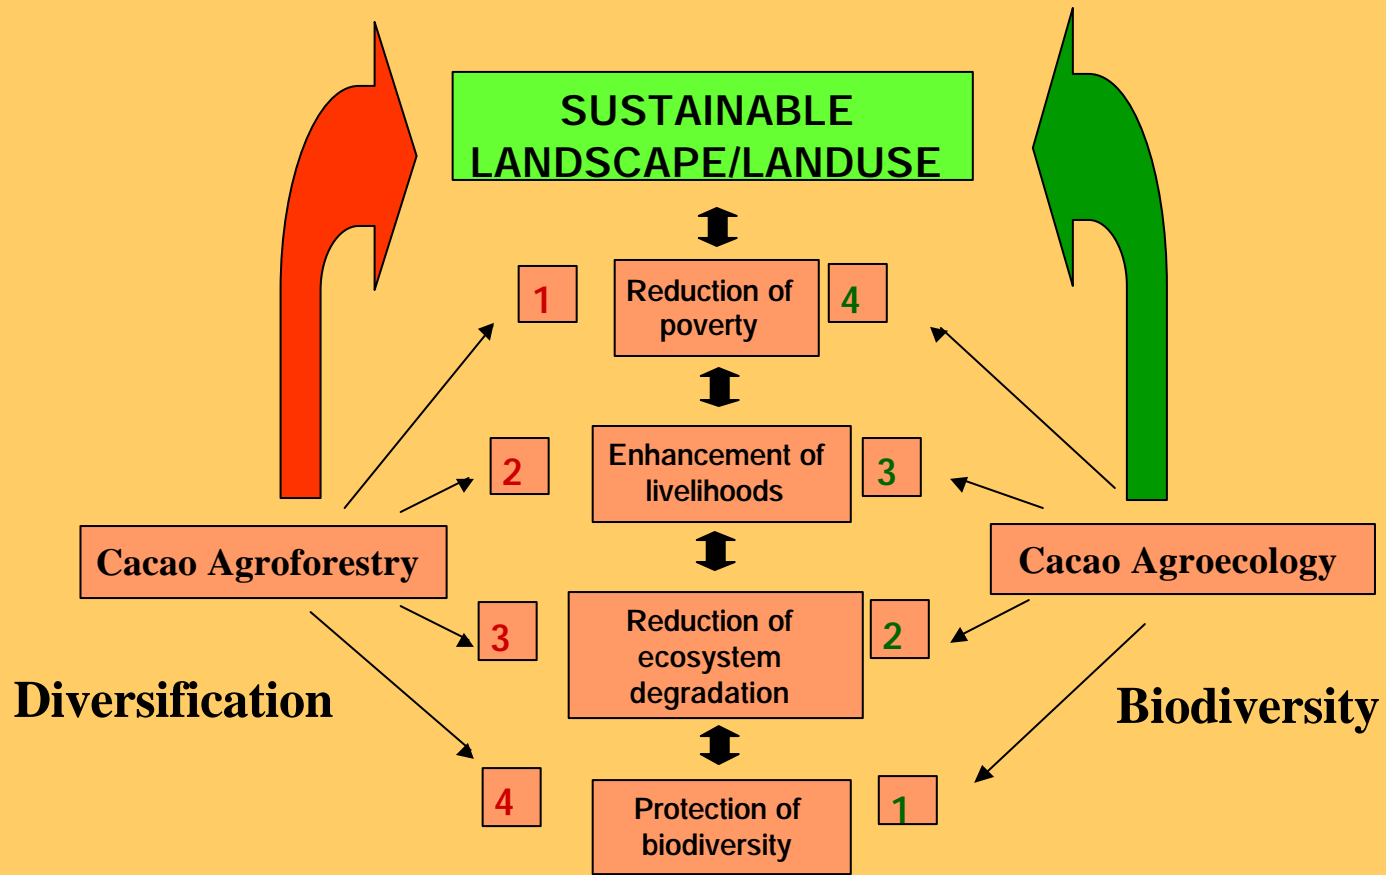 SUSTAINABLE
LANDSCAPE/LANDUSE
1
Reduction of
poverty
4
2
Enhancement of
livelihoods
3
Cacao Agroforestry
Cacao Agroecology
3
Reduction of
ecosystem
degradation
2
Diversification
Biodiversity
4
Protection of
biodiversity
1